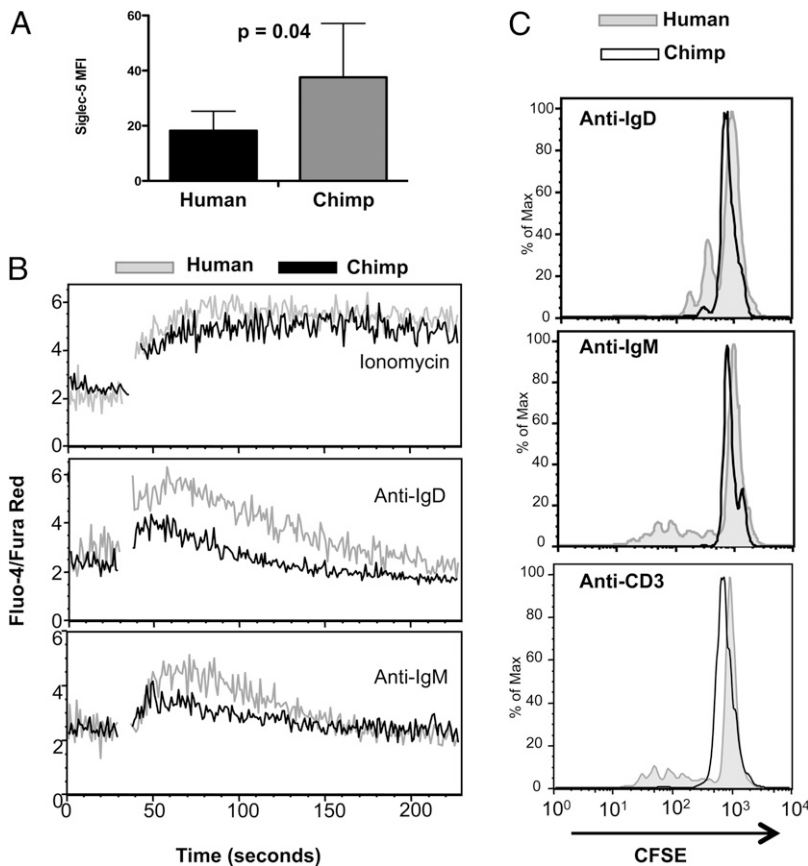 A
60
40
20
0
Siglec-5 MFI
p = 0.04
Human
Chimp
B
Human
Chimp
Fluo-4/Fura Red
6
4
2
0
Ionomycin
6
4
2
0
Anti-IgD
6
4
2
0
Anti-IgM
0
50
100
150
200
Time (seconds)
C
Human
Chimp
Anti-IgD
% of Max
100
80
60
40
20
0
Anti-IgM
% of Max
100
80
60
40
20
0
Anti-CD3
% of Max
100
80
60
40
20
0
10⁰
10¹
10²
10³
10⁴
CFSE